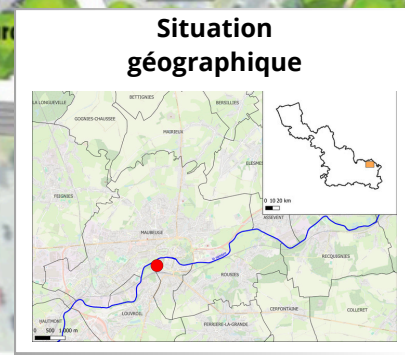 Situation
géographique
LA LONGUEVILLE
BETTIGNIES
BERSILLIES
GOGNIES-CHAUSSEE
MAIRIEUX
FEIGNIES
MAUBEUGE
ASSEVENT
RECQUIGNIES
ROUSIES
HAUTMONT
LOUVROIL
CERFONTAINE
COLLERET
FERRIERE-LA-GRANDE
0 500 1 000 m
0 10 20 km